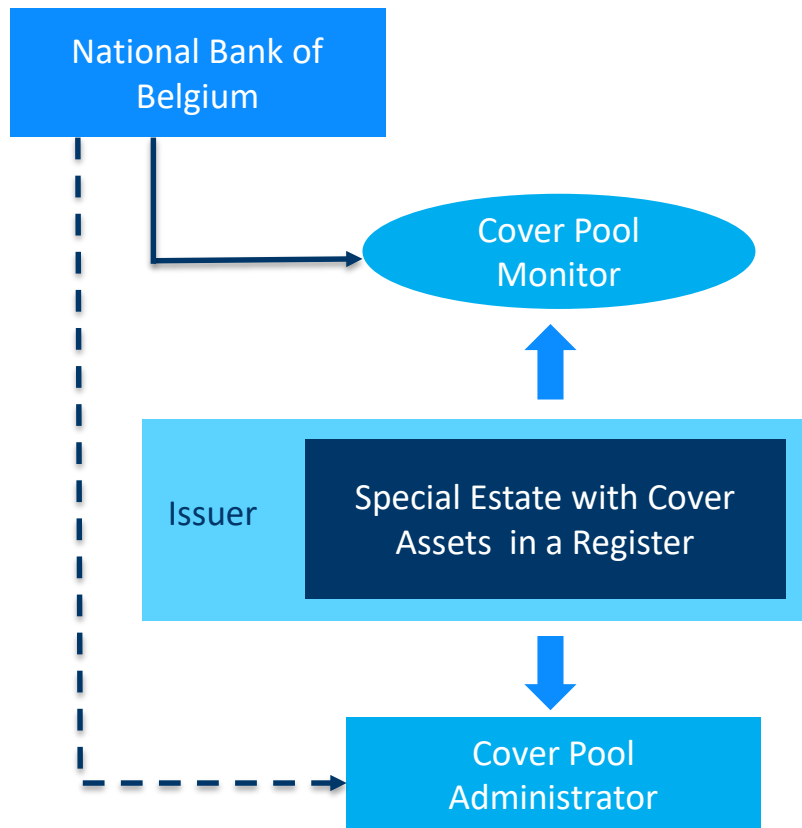 National Bank of
Belgium
Cover Pool
Monitor
Issuer
Special Estate with Cover
Assets  in a Register
Cover Pool
Administrator